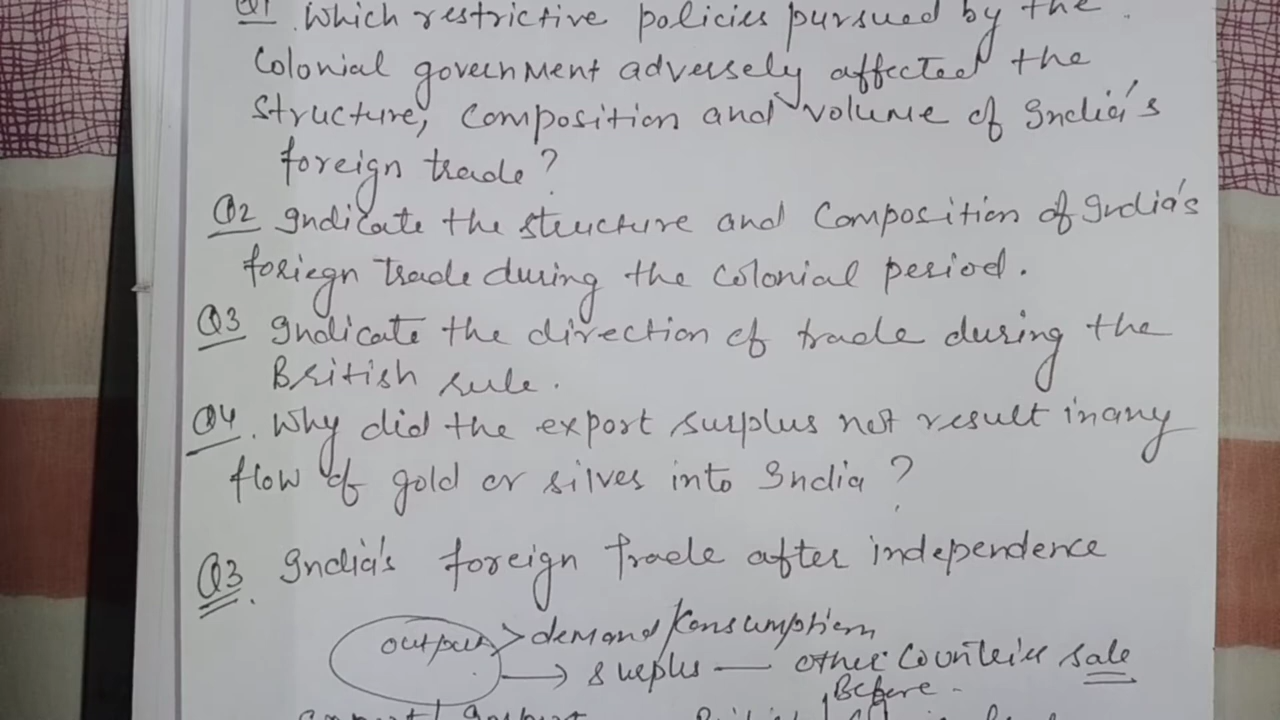 Q1 Which restrictive policies pursued by the
Colonial government adversely affected the
structure, composition and volume of India's
foreign trade?
Q2 Indicate the structure and Composition of India's
foriegn trade during the colonial period.
Q3 Indicate the direction of trade during the
British rule.
Q4. Why did the export surplus not result in any
flow of gold or silver into India?
Q3. India's foreign Trade after independence
output > demand/Consumption
→ surplus — other Countries sale
Before -